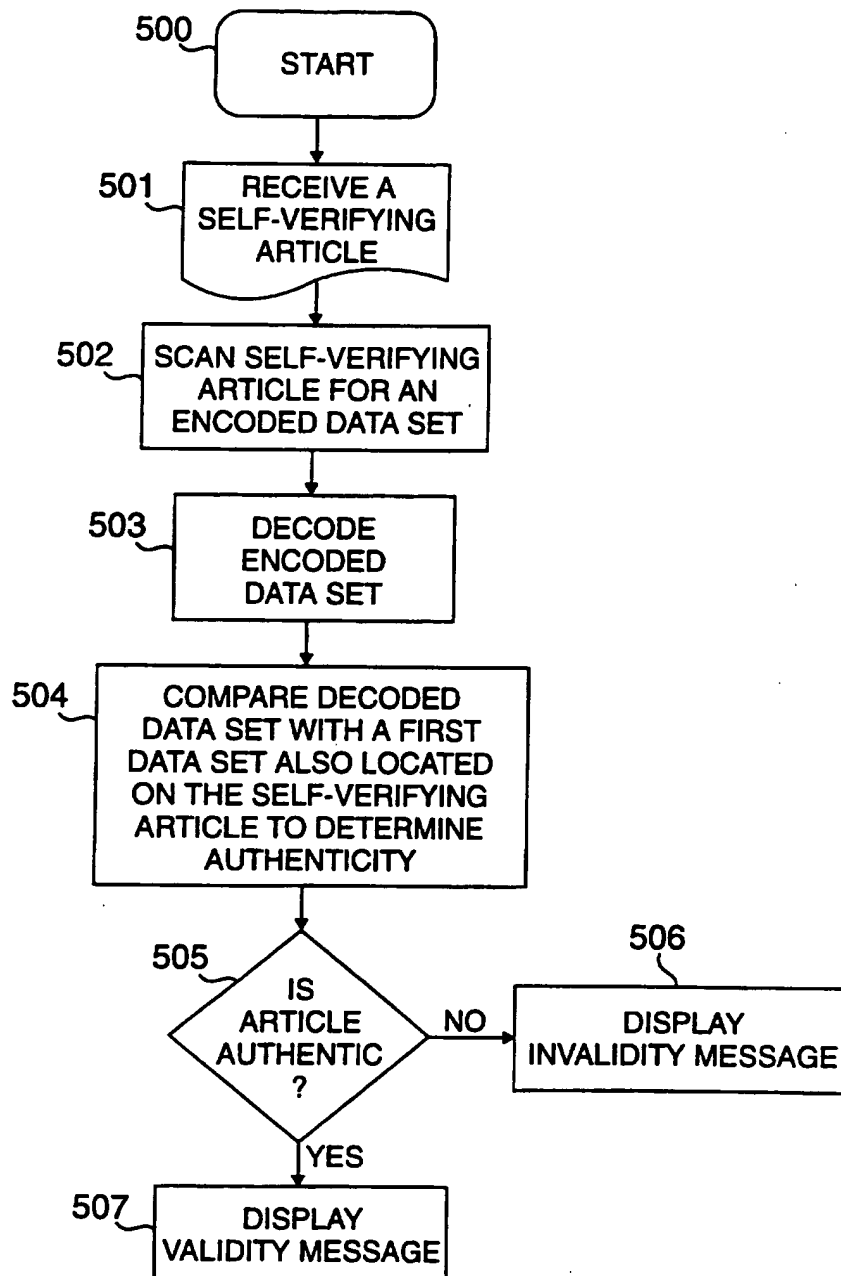 500
START
501
RECEIVE A
SELF-VERIFYING
ARTICLE
502
SCAN SELF-VERIFYING
ARTICLE FOR AN
ENCODED DATA SET
503
DECODE
ENCODED
DATA SET
504
COMPARE DECODED
DATA SET WITH A FIRST
DATA SET ALSO LOCATED
ON THE SELF-VERIFYING
ARTICLE TO DETERMINE
AUTHENTICITY
505
IS
ARTICLE
AUTHENTIC
?
NO
506
DISPLAY
INVALIDITY MESSAGE
YES
507
DISPLAY
VALIDITY MESSAGE